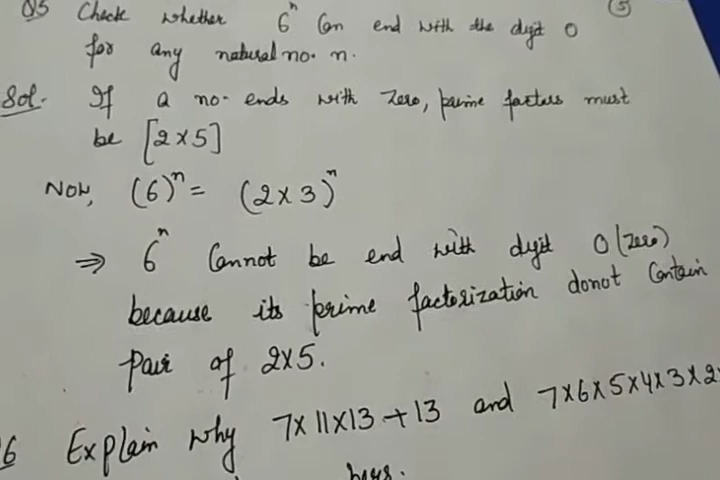 Q5 Check whether 6ⁿ Can end with the digit 0 (5)
for any natural no. n.
Sol. If a no. ends with zero, prime factors must
be [2×5]
Now, (6)ⁿ = (2×3)ⁿ
⇒ 6ⁿ Cannot be end with digit 0 (zero)
because its prime factorization donot Contain
pair of 2×5.
6 Explain why 7×11×13+13 and 7×6×5×4×3×2